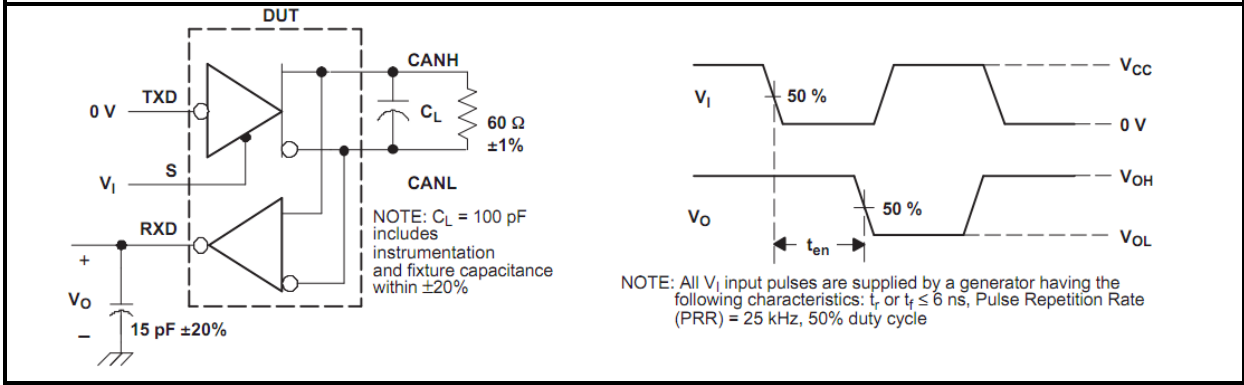 DUT
CANH
TXD
0 V
CL
60 Ω
±1%
S
VI
CANL
RXD
NOTE: CL = 100 pF
includes
instrumentation
and fixture capacitance
within ±20%
+
VO
–
15 pF ±20%
VI
50 %
VCC
0 V
VO
50 %
VOH
VOL
ten
NOTE: All VI input pulses are supplied by a generator having the
following characteristics: tr or tf ≤ 6 ns, Pulse Repetition Rate
(PRR) = 25 kHz, 50% duty cycle